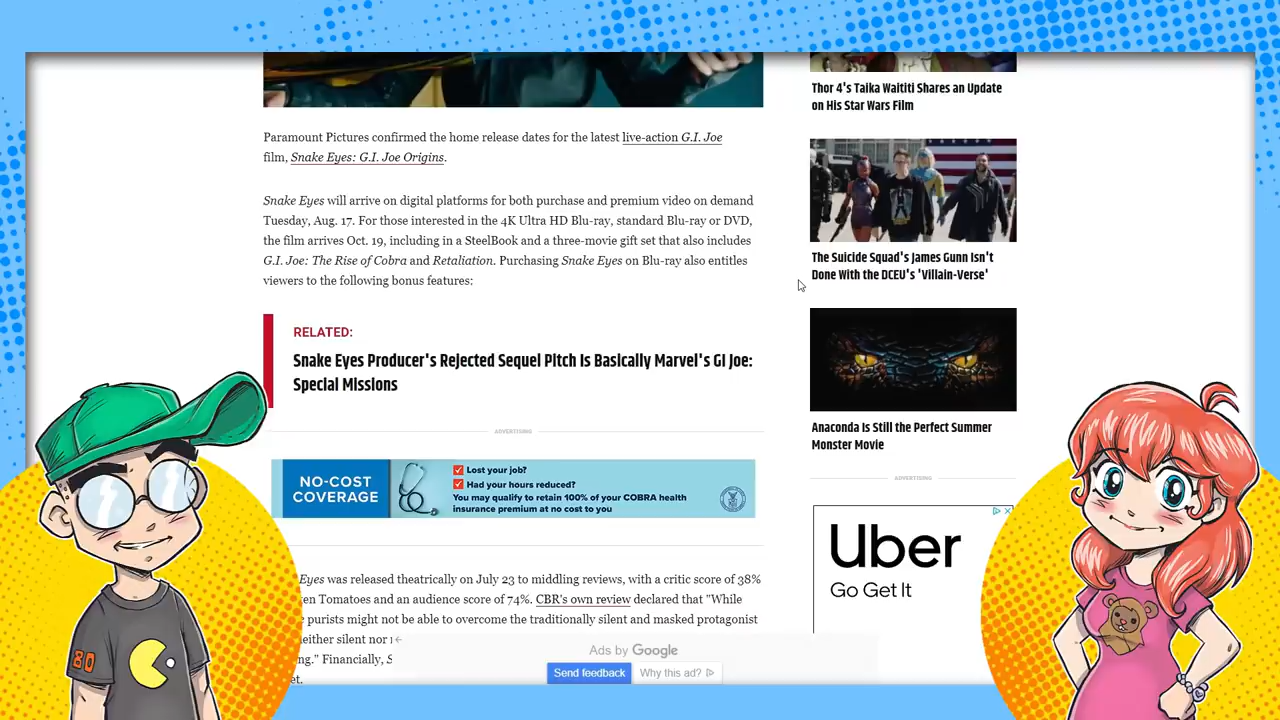 Paramount Pictures confirmed the home release dates for the latest live-action G.I. Joe
film, Snake Eyes: G.I. Joe Origins.
Snake Eyes will arrive on digital platforms for both purchase and premium video on demand
Tuesday, Aug. 17. For those interested in the 4K Ultra HD Blu-ray, standard Blu-ray or DVD,
the film arrives Oct. 19, including in a SteelBook and a three-movie gift set that also includes
G.I. Joe: The Rise of Cobra and Retaliation. Purchasing Snake Eyes on Blu-ray also entitles
viewers to the following bonus features:
RELATED:
Snake Eyes Producer's Rejected Sequel Pitch Is Basically Marvel's GI Joe:
Special Missions
ADVERTISING
NO-COST
COVERAGE
Lost your job?
Had your hours reduced?
You may qualify to retain 100% of your COBRA health
insurance premium at no cost to you
Eyes was released theatrically on July 23 to middling reviews, with a critic score of 38%
Tomatoes and an audience score of 74%. CBR's own review declared that "While
purists might not be able to overcome the traditionally silent and masked protagonist
neither silent nor
Financially,
Ads by Google
Send feedback
Why this ad?
Thor 4's Taika Waititi Shares an Update
on His Star Wars Film
The Suicide Squad's James Gunn Isn't
Done With the DCEU's 'Villain-Verse'
Anaconda Is Still the Perfect Summer
Monster Movie
ADVERTISING
Uber
Go Get It
80